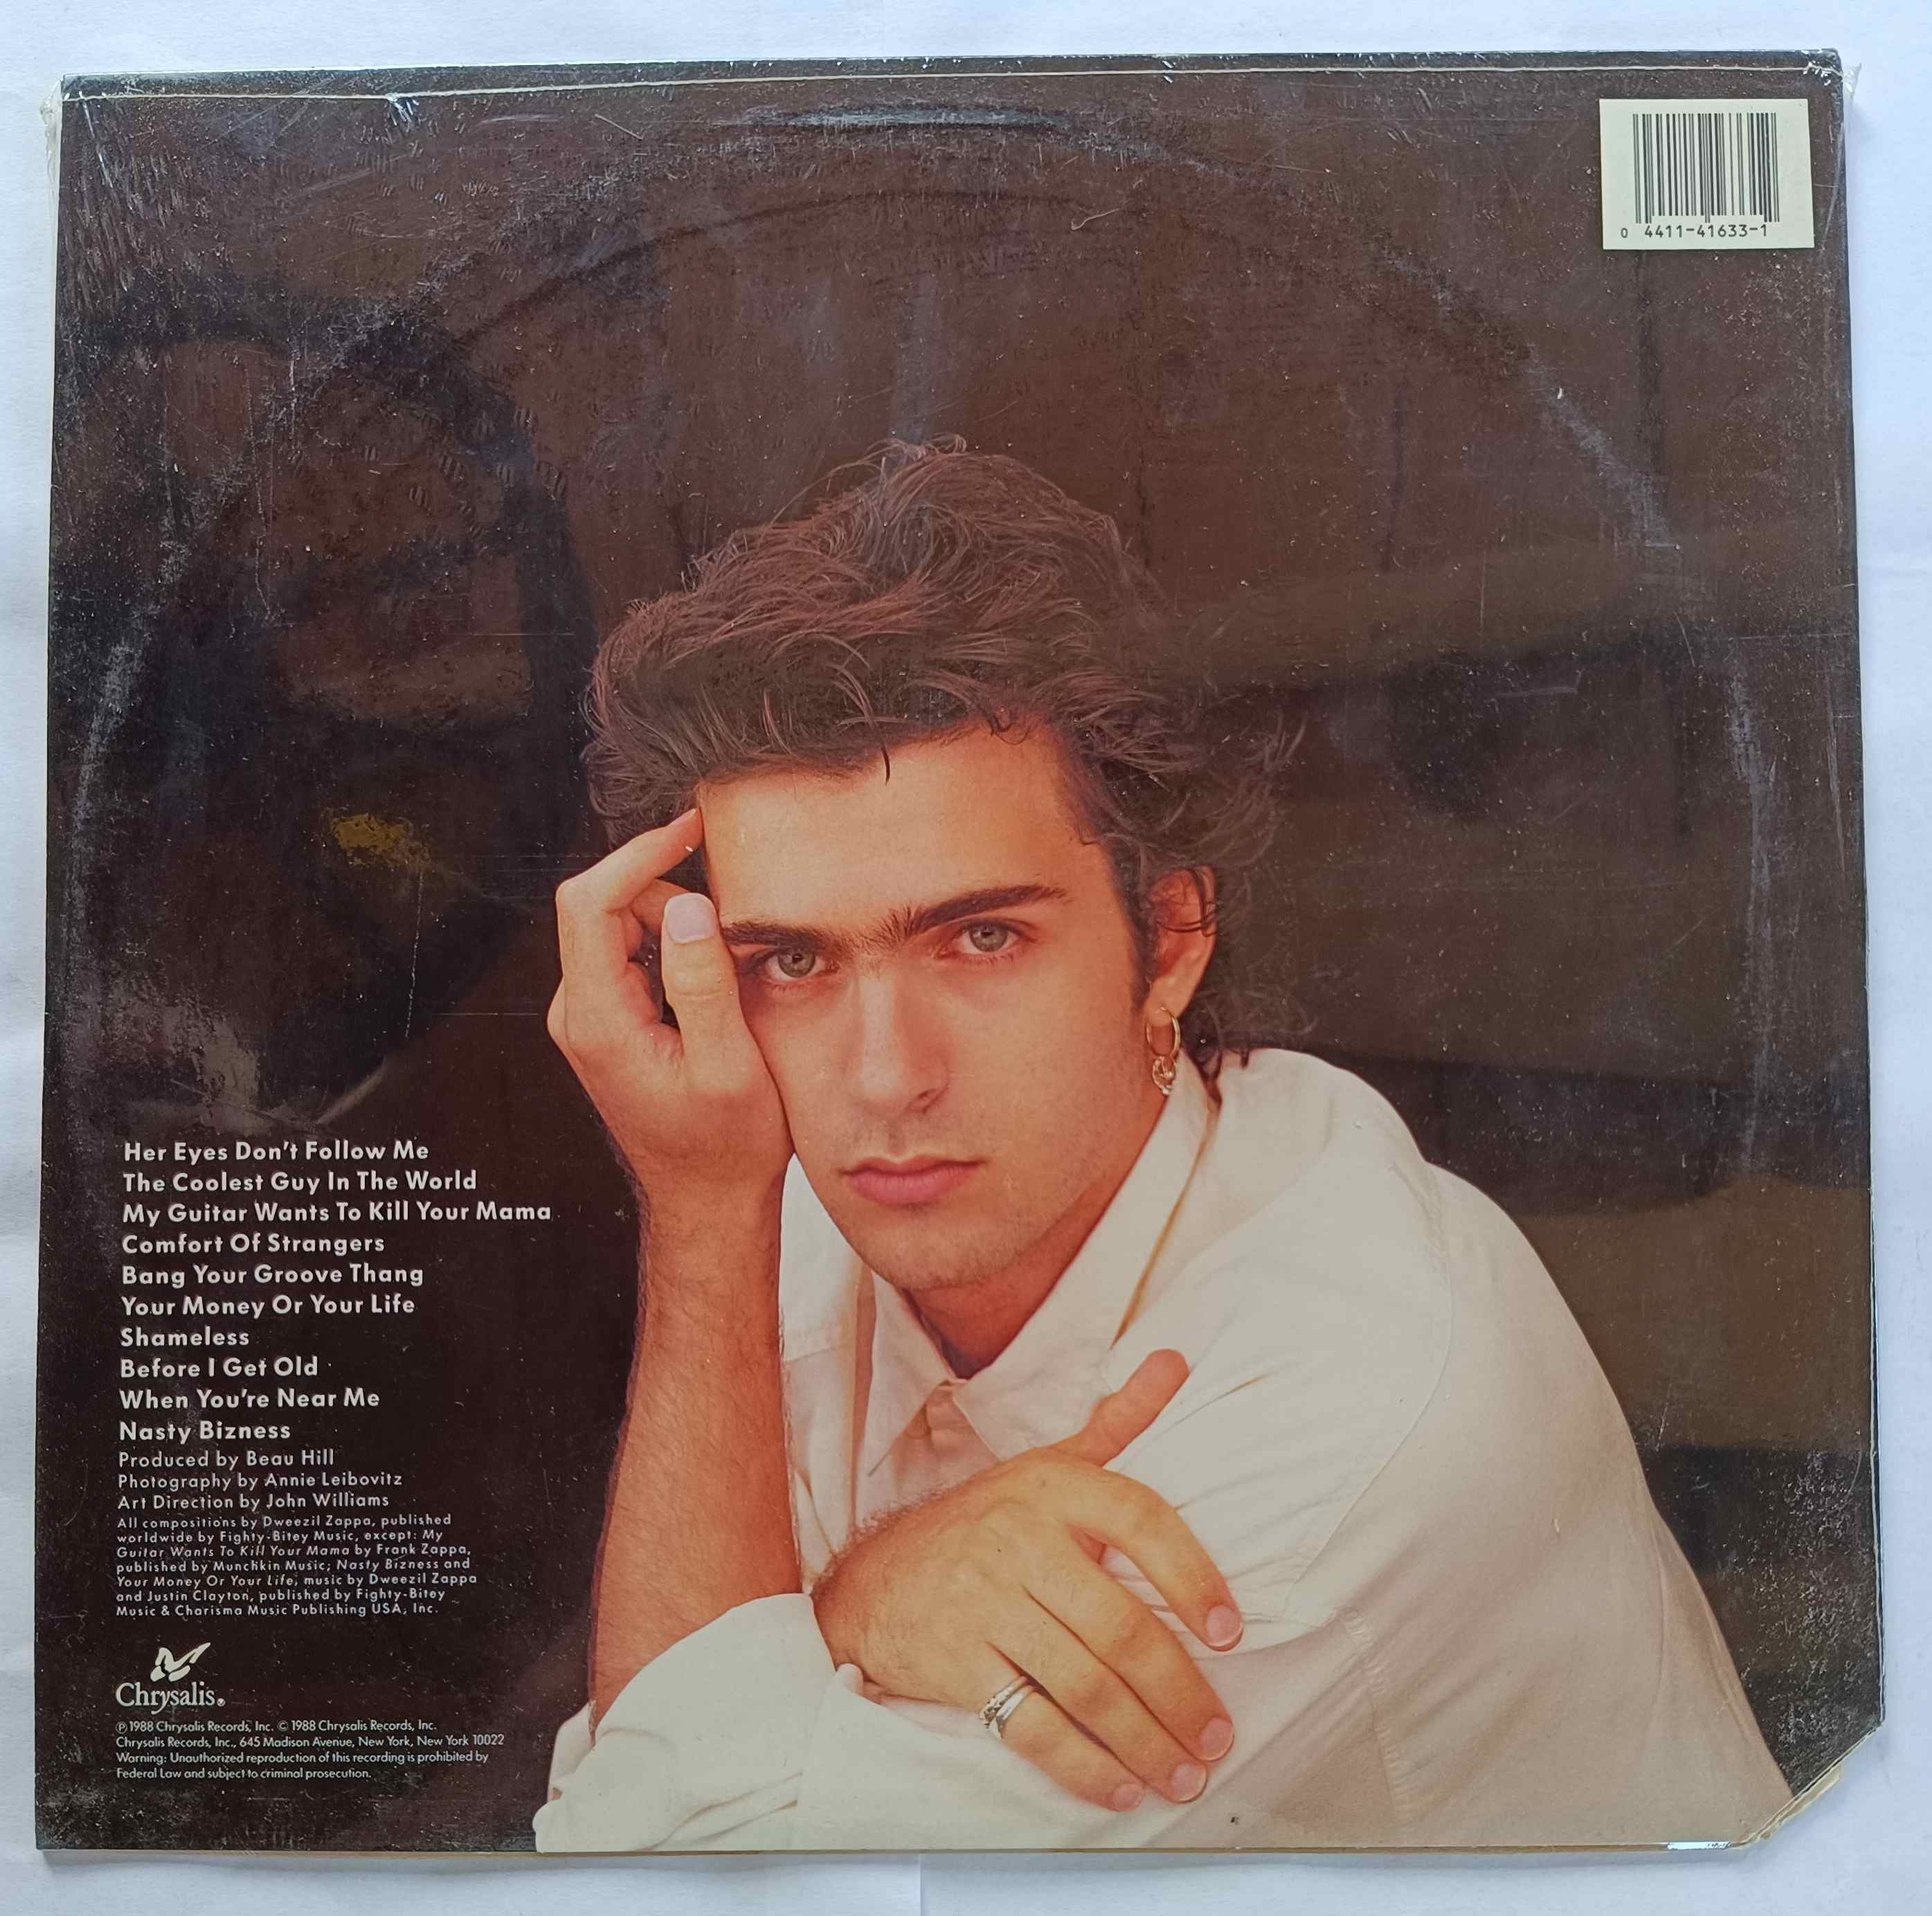 0 4411-41633-1
Her Eyes Don't Follow Me
The Coolest Guy In The World
My Guitar Wants To Kill Your Mama
Comfort Of Strangers
Bang Your Groove Thang
Your Money Or Your Life
Shameless
Before I Get Old
When You're Near Me
Nasty Bizness
Produced by Beau Hill
Photography by Annie Leibovitz
Art Direction by John Williams
All compositions by Dweezil Zappa, published
worldwide by Fighty-Bitey Music, except: My
Guitar Wants To Kill Your Mama by Frank Zappa,
published by Munchkin Music; Nasty Bizness and
Your Money Or Your Life, music by Dweezil Zappa
and Justin Clayton, published by Fighty-Bitey
Music & Charisma Music Publishing USA, Inc.
Chrysalis®
℗ 1988 Chrysalis Records, Inc. © 1988 Chrysalis Records, Inc.
Chrysalis Records, Inc., 645 Madison Avenue, New York, New York 10022
Warning: Unauthorized reproduction of this recording is prohibited by
Federal Law and subject to criminal prosecution.